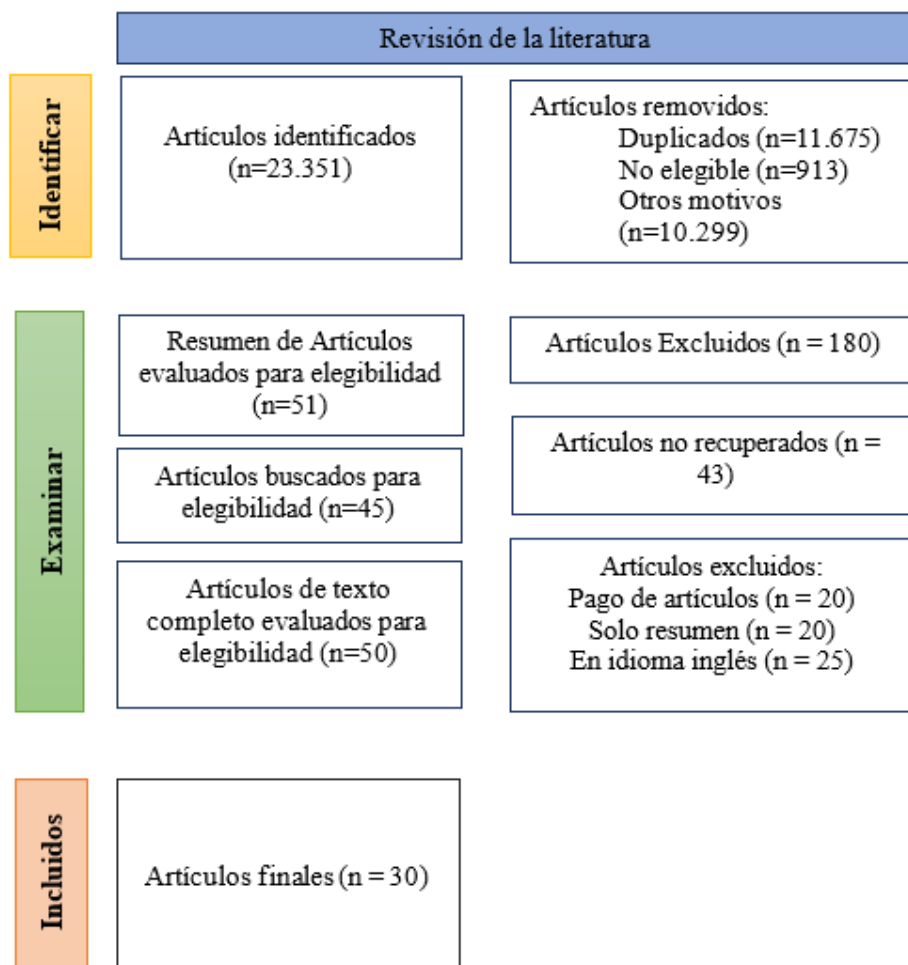 Revisión de la literatura
Identificar
Artículos identificados
(n=23.351)
Artículos removidos:
Duplicados (n=11.675)
No elegible (n=913)
Otros motivos
(n=10.299)
Examinar
Resumen de Artículos
evaluados para elegibilidad
(n=51)
Artículos Excluidos (n = 180)
Artículos buscados para
elegibilidad (n=45)
Artículos no recuperados (n =
43)
Artículos de texto
completo evaluados para
elegibilidad (n=50)
Artículos excluidos:
Pago de artículos (n = 20)
Solo resumen (n = 20)
En idioma inglés (n = 25)
Incluidos
Artículos finales (n = 30)